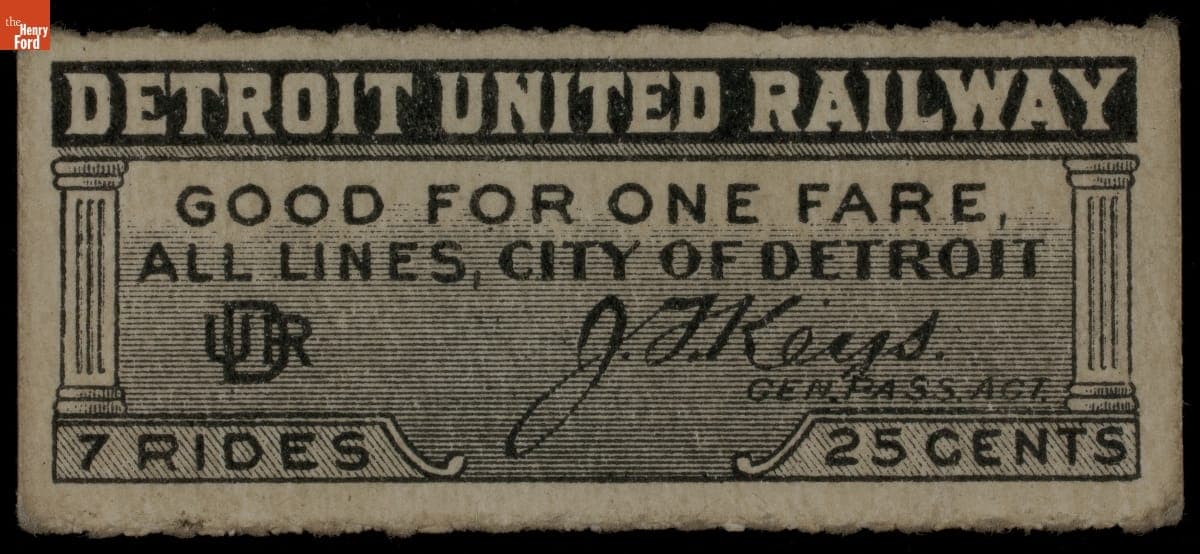 the
Henry
Ford
DETROIT UNITED RAILWAY
GOOD FOR ONE FARE,
ALL LINES, CITY OF DETROIT
DUR
J. F. Keys.
GEN. PASS. AGT.
7 RIDES
25 CENTS